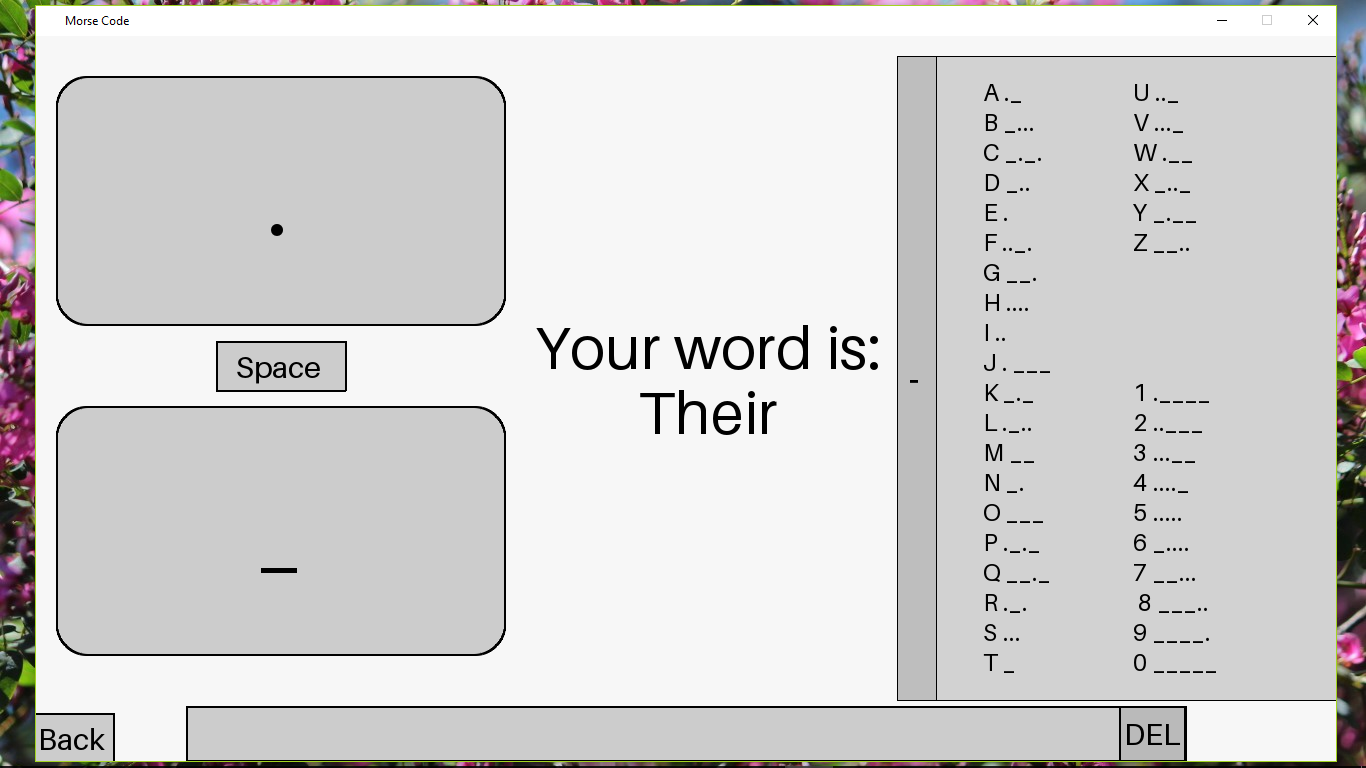 Morse Code
.
Space
_
Back
Your word is:
Their
-
A ._
B _...
C _._.
D _..
E .
F .._.
G __.
H ....
I ..
J . ___
K _._
L ._..
M __
N _.
O ___
P ._._
Q __._
R ._.
S ...
T _
U .._
V ..._
W .__
X _.._
Y _.__
Z __..
1 .____
2 ..___
3 ...__
4 ...._
5 .....
6 _....
7 __...
8 ___..
9 ____.
0 _____
DEL